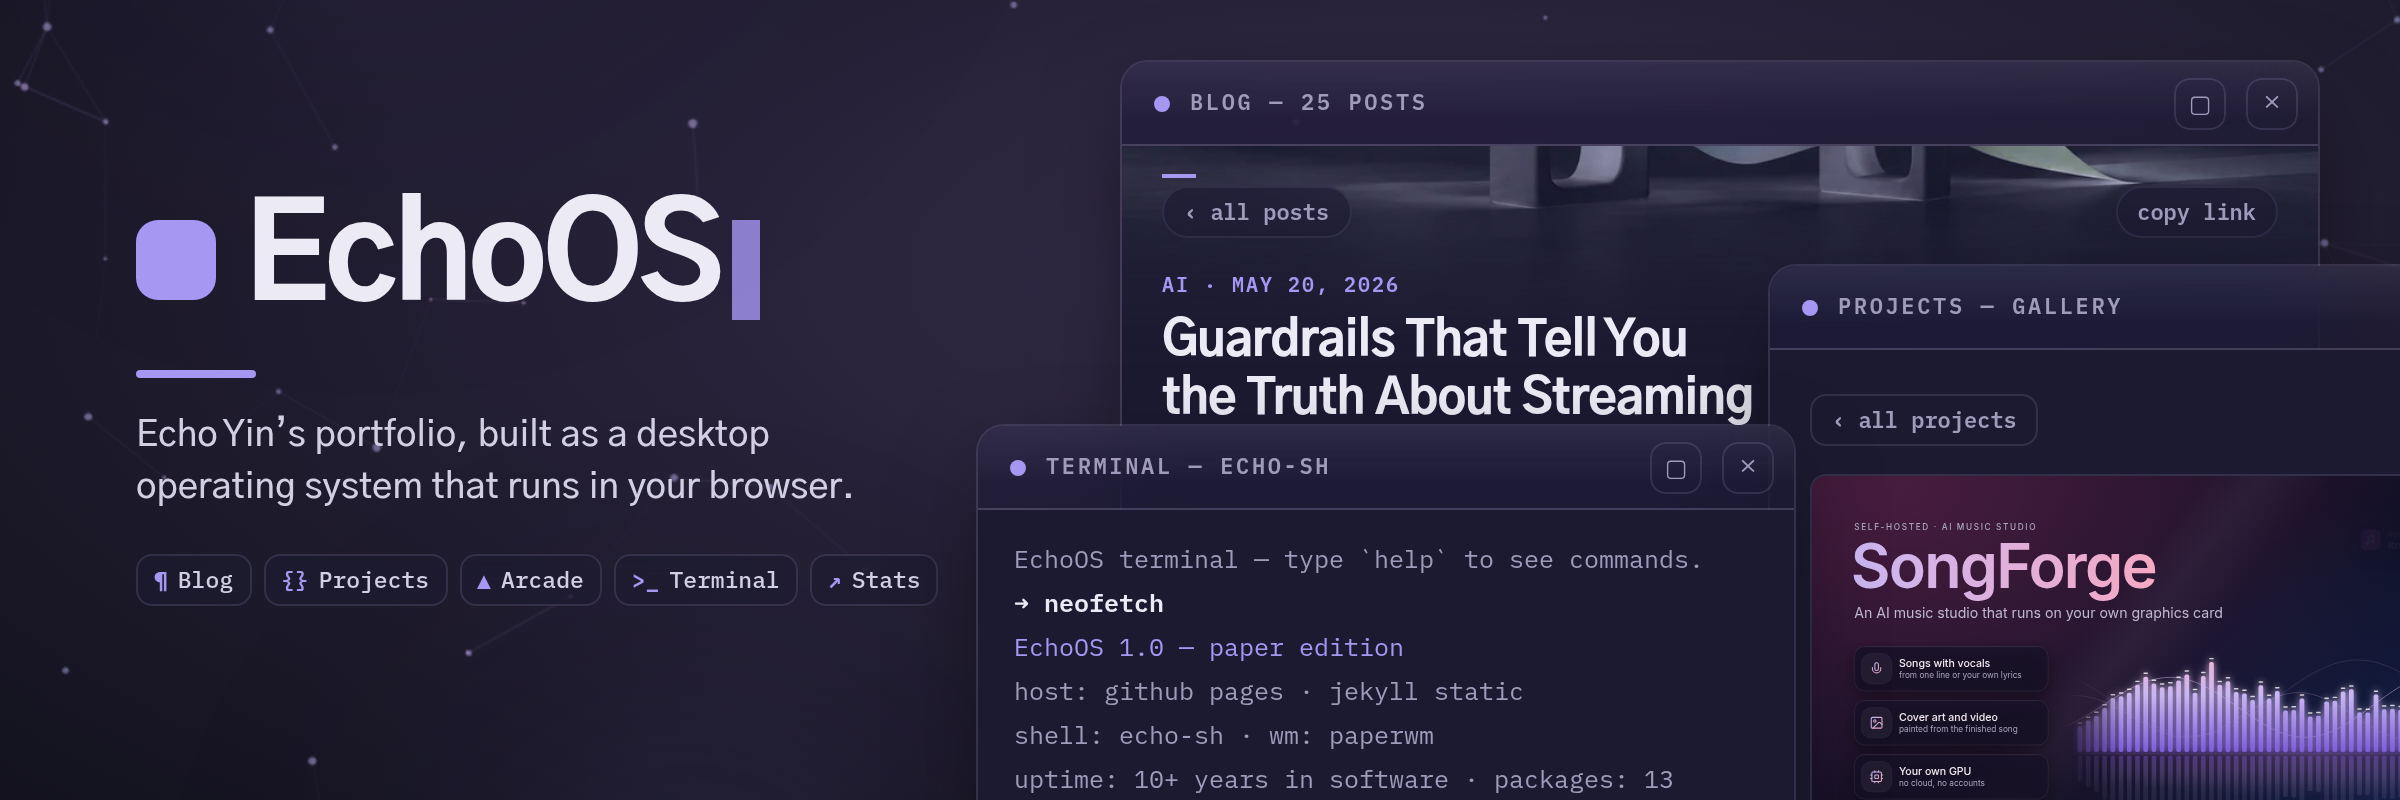 EchoOS
Echo Yin’s portfolio, built as a desktop
operating system that runs in your browser.
¶ Blog
{} Projects
▲ Arcade
>_ Terminal
↗ Stats
BLOG — 25 POSTS
‹ all posts
copy link
AI · MAY 20, 2026
Guardrails That Tell You
the Truth About Streaming
PROJECTS — GALLERY
‹ all projects
SELF-HOSTED · AI MUSIC STUDIO
SongForge
An AI music studio that runs on your own graphics card
Songs with vocals
from one line or your own lyrics
Cover art and video
painted from the finished song
Your own GPU
no cloud, no accounts
TERMINAL — ECHO-SH
EchoOS terminal — type `help` to see commands.
➜ neofetch
EchoOS 1.0 — paper edition
host: github pages · jekyll static
shell: echo-sh · wm: paperwm
uptime: 10+ years in software · packages: 13